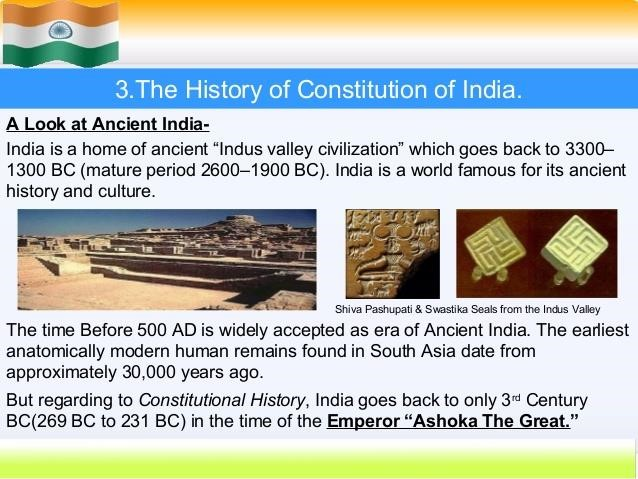 3.The History of Constitution of India.
A Look at Ancient India-
India is a home of ancient “Indus valley civilization” which goes back to 3300–
1300 BC (mature period 2600–1900 BC). India is a world famous for its ancient
history and culture.
Shiva Pashupati & Swastika Seals from the Indus Valley
The time Before 500 AD is widely accepted as era of Ancient India. The earliest
anatomically modern human remains found in South Asia date from
approximately 30,000 years ago.
But regarding to Constitutional History, India goes back to only 3rd Century
BC(269 BC to 231 BC) in the time of the Emperor “Ashoka The Great.”